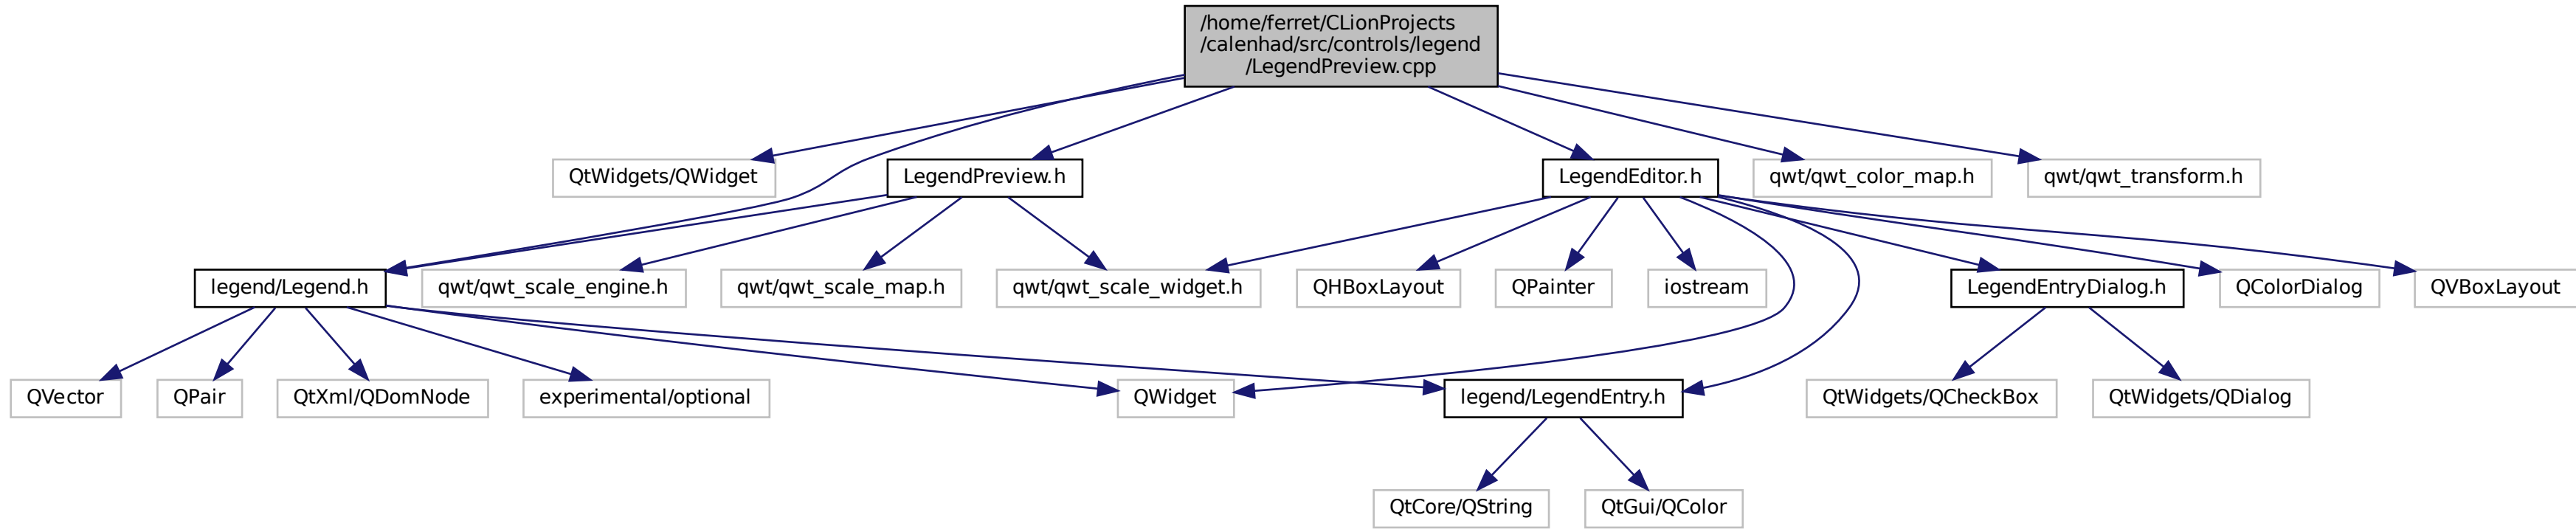 /home/ferret/CLionProjects
/calenhad/src/controls/legend
/LegendPreview.cpp
QtWidgets/QWidget
LegendPreview.h
LegendEditor.h
qwt/qwt_color_map.h
qwt/qwt_transform.h
legend/Legend.h
qwt/qwt_scale_engine.h
qwt/qwt_scale_map.h
qwt/qwt_scale_widget.h
QHBoxLayout
QPainter
iostream
LegendEntryDialog.h
QColorDialog
QVBoxLayout
QVector
QPair
QtXml/QDomNode
experimental/optional
QWidget
legend/LegendEntry.h
QtWidgets/QCheckBox
QtWidgets/QDialog
QtCore/QString
QtGui/QColor